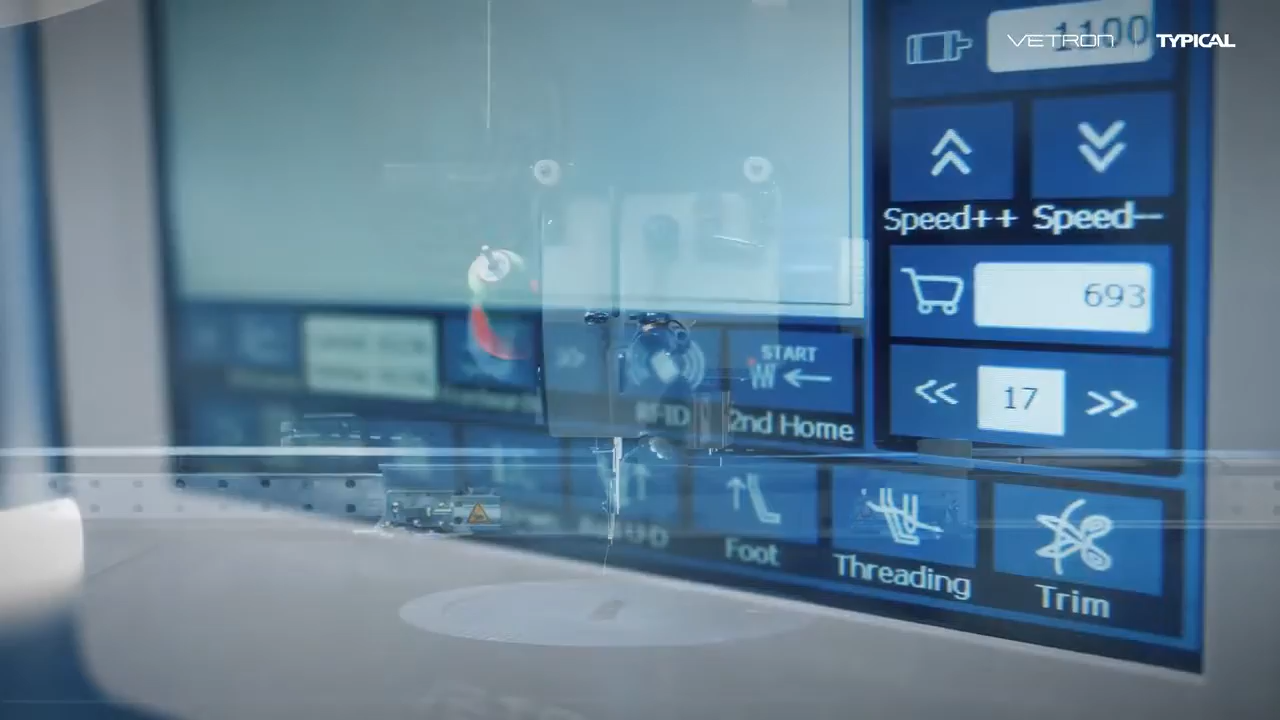 1100
VETRON TYPICAL
Speed++ Speed--
693
START
<< 17 >>
RFID 2nd Home
Foot Threading Trim